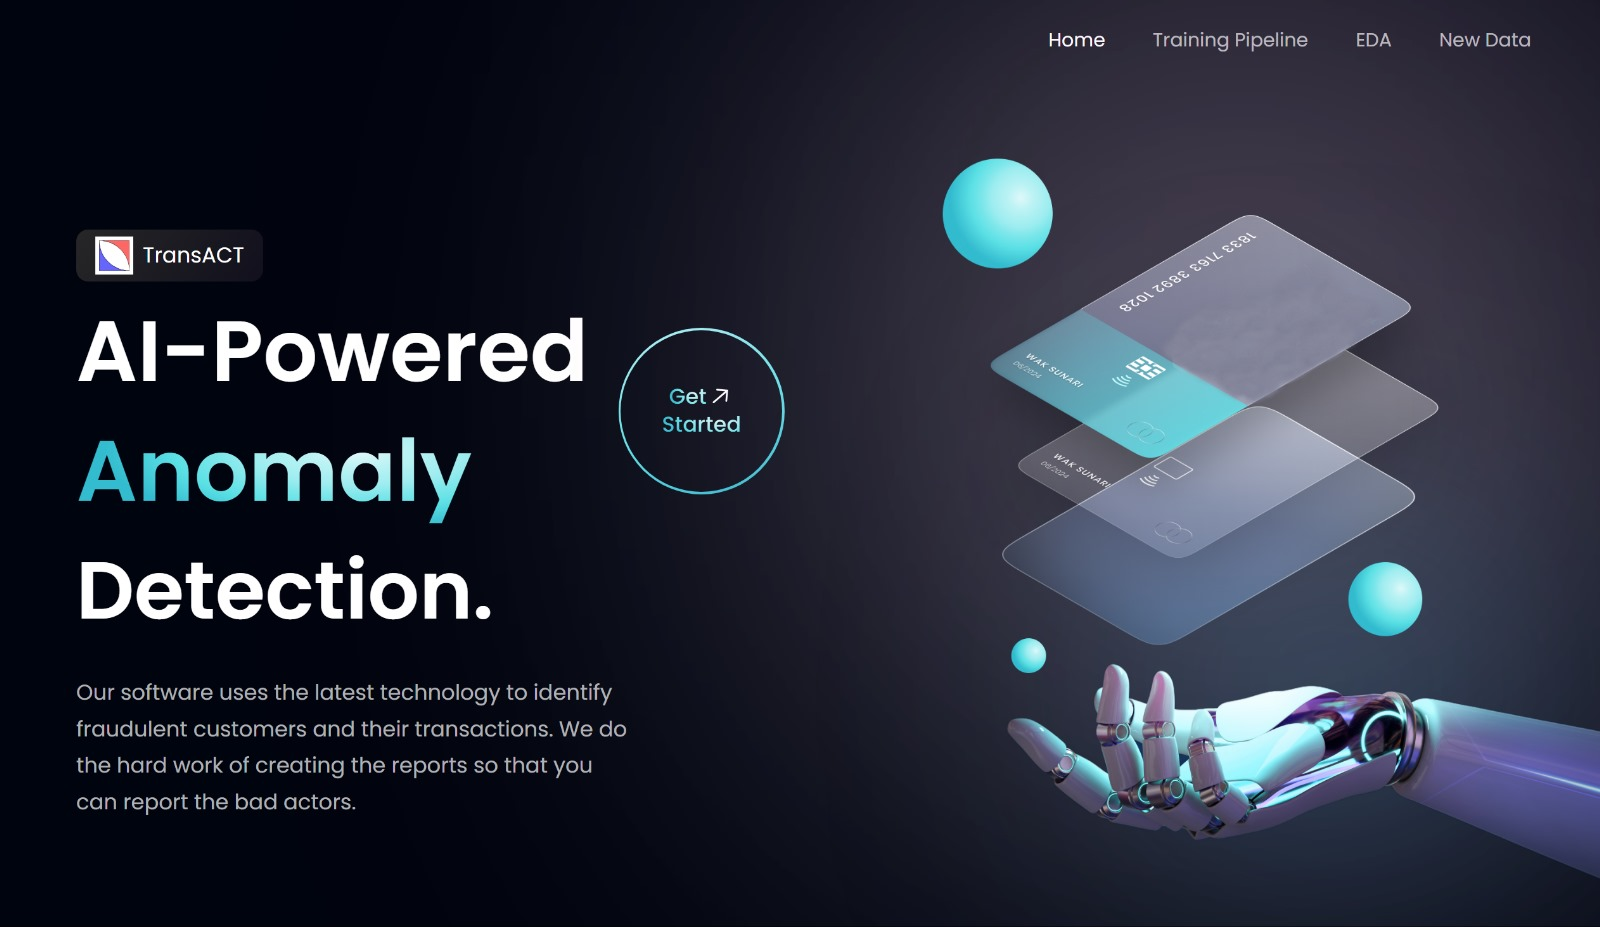 Home Training Pipeline EDA New Data
TransACT
AI-Powered
Anomaly
Detection.
Get
Started
Our software uses the latest technology to identify
fraudulent customers and their transactions. We do
the hard work of creating the reports so that you
can report the bad actors.
1833 7163 3892 1028
WAK SUNARI
08/2024
WAK SUNARI
08/2024